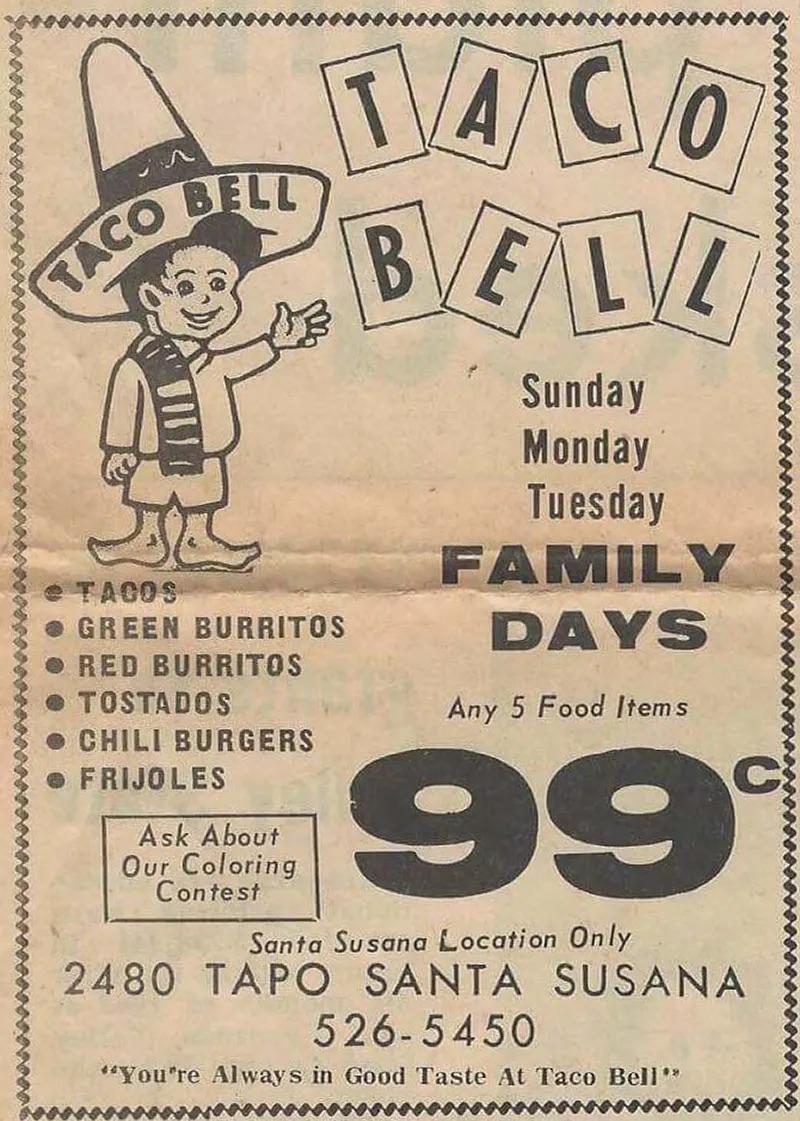 TACO BELL
TACO
BELL
Sunday
Monday
Tuesday
FAMILY
DAYS
• TACOS
• GREEN BURRITOS
• RED BURRITOS
• TOSTADOS
• CHILI BURGERS
• FRIJOLES
Any 5 Food Items
99c
Ask About
Our Coloring
Contest
Santa Susana Location Only
2480 TAPO SANTA SUSANA
526-5450
"You're Always in Good Taste At Taco Bell"